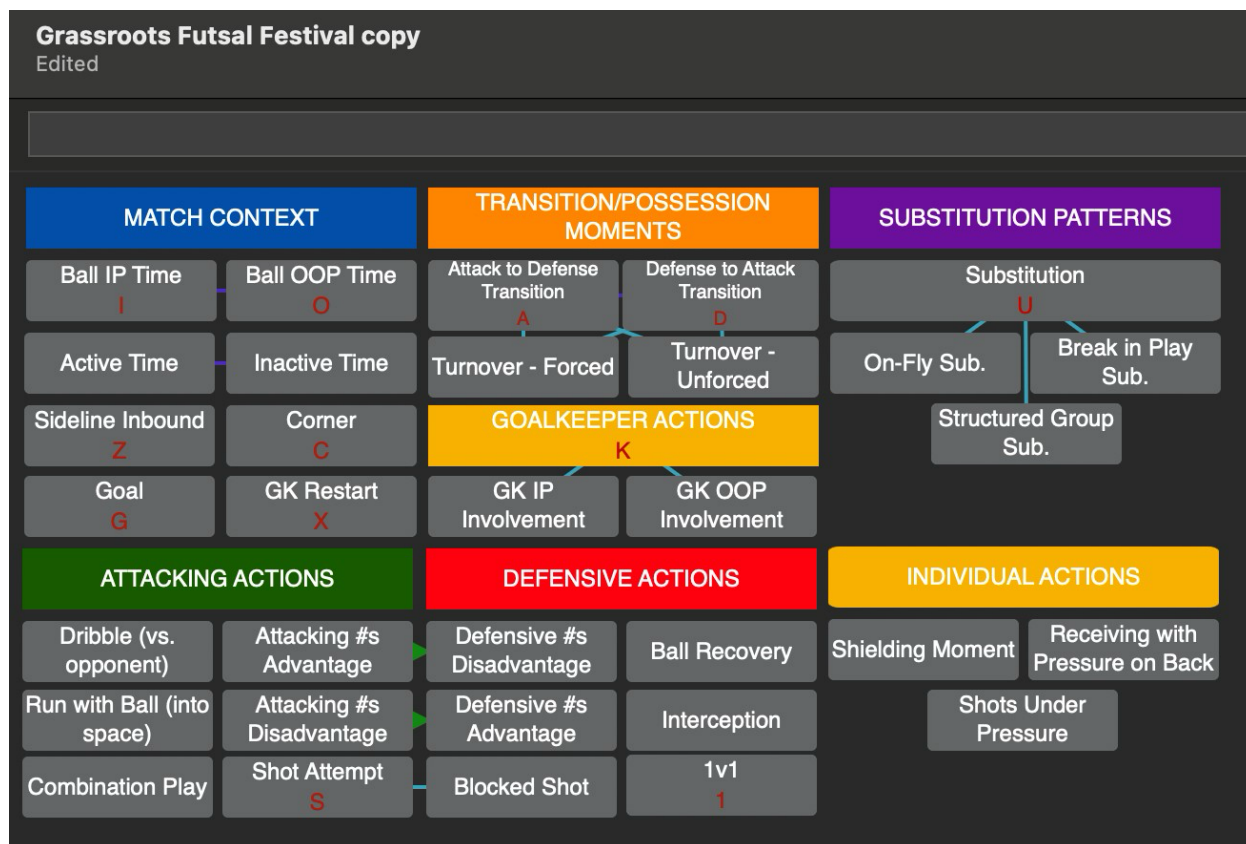 Grassroots Futsal Festival copy
Edited
MATCH CONTEXT
Ball IP Time
I
Ball OOP Time
O
Active Time
Inactive Time
Sideline Inbound
Z
Corner
C
Goal
G
GK Restart
X
TRANSITION/POSSESSION
MOMENTS
Attack to Defense
Transition
A
Defense to Attack
Transition
D
Turnover - Forced
Turnover -
Unforced
GOALKEEPER ACTIONS
K
GK IP
Involvement
GK OOP
Involvement
SUBSTITUTION PATTERNS
Substitution
U
On-Fly Sub.
Break in Play
Sub.
Structured Group
Sub.
ATTACKING ACTIONS
Dribble (vs.
opponent)
Attacking #s
Advantage
Run with Ball (into
space)
Attacking #s
Disadvantage
Combination Play
Shot Attempt
S
DEFENSIVE ACTIONS
Defensive #s
Disadvantage
Ball Recovery
Defensive #s
Advantage
Interception
Blocked Shot
1v1
1
INDIVIDUAL ACTIONS
Shielding Moment
Receiving with
Pressure on Back
Shots Under
Pressure